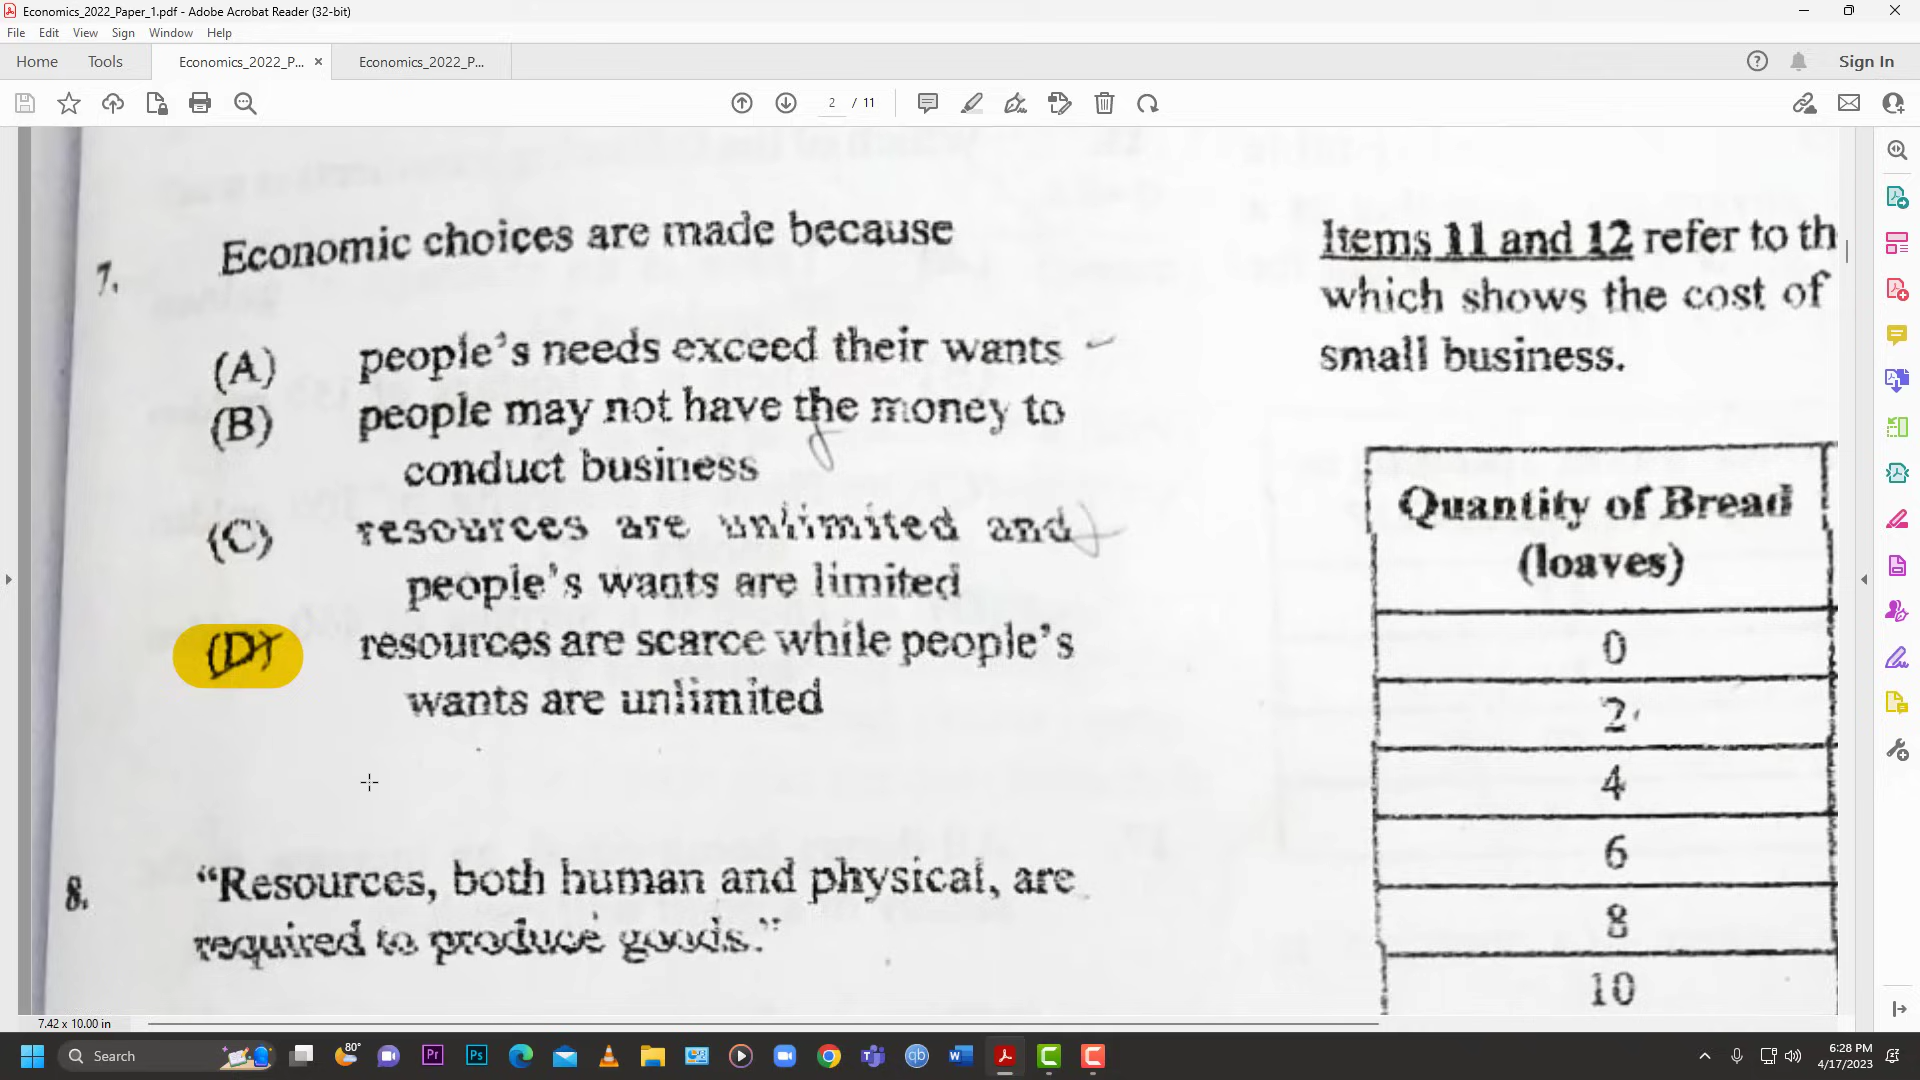 Economics_2022_Paper_1.pdf - Adobe Acrobat Reader (32-bit)
File Edit View Sign Window Help
Home Tools Economics_2022_P... × Economics_2022_P... Sign In
2 / 11
7. Economic choices are made because
(A) people's needs exceed their wants
(B) people may not have the money to
conduct business
(C) resources are unlimited and
people's wants are limited
(D) resources are scarce while people's
wants are unlimited
8. "Resources, both human and physical, are
required to produce goods."
Items 11 and 12 refer to th
which shows the cost of
small business.
Quantity of Bread
(loaves)
0
2
4
6
8
10
7.42 x 10.00 in
Search
80°
6:28 PM
4/17/2023